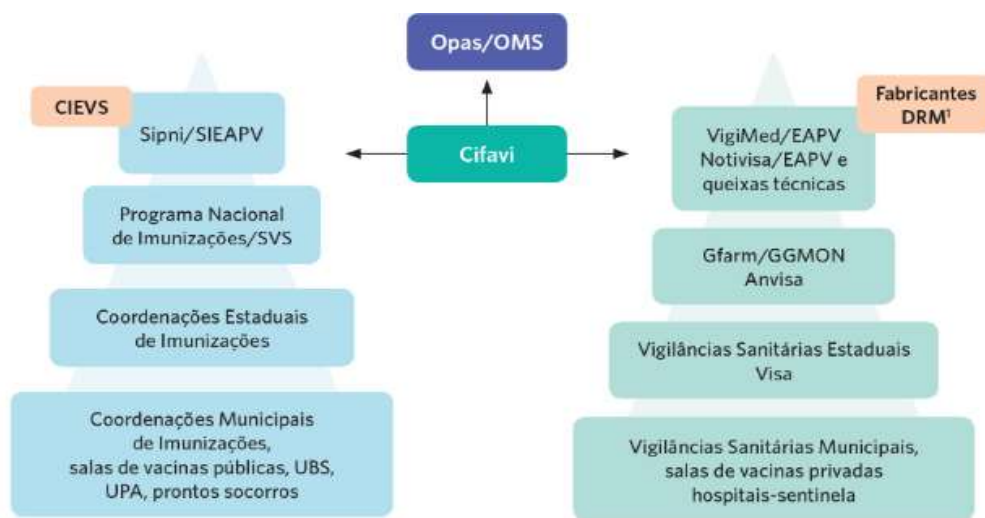 Opas/OMS
CIEVS
Sipni/SIEAPV
Cifavi
Fabricantes
DRM¹
VigiMed/EAPV
Notivisa/EAPV e
queixas técnicas
Programa Nacional
de Imunizações/SVS
Gfarm/GGMON
Anvisa
Coordenações Estaduais
de Imunizações
Vigilâncias Sanitárias Estaduais
Visa
Coordenações Municipais
de Imunizações,
salas de vacinas públicas, UBS,
UPA, prontos socorros
Vigilâncias Sanitárias Municipais,
salas de vacinas privadas
hospitais-sentinela